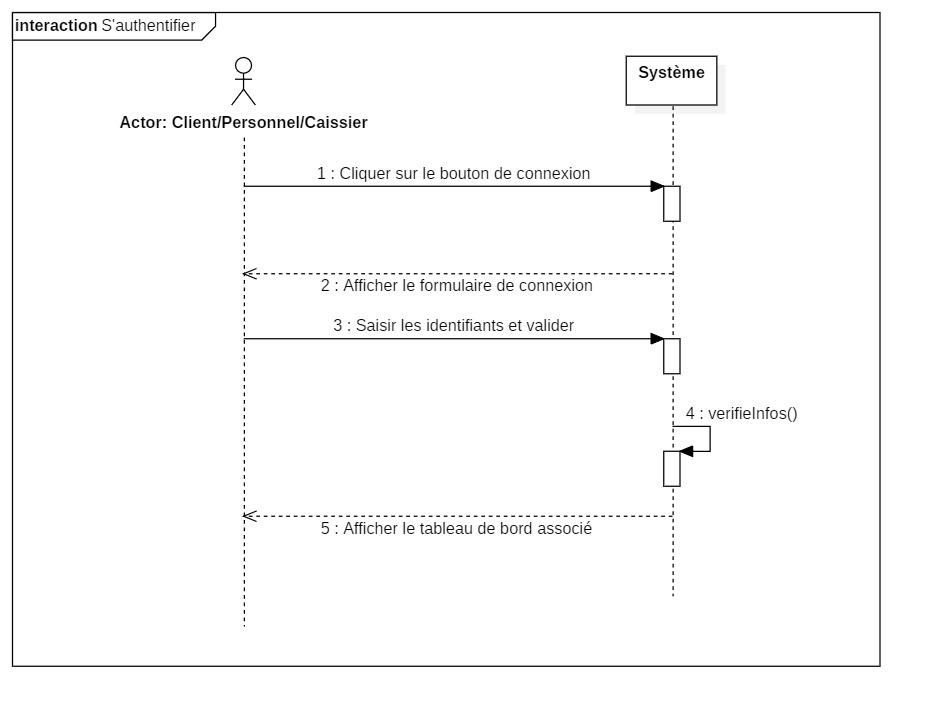 interaction S'authentifier
Système
Actor: Client/Personnel/Caissier
1 : Cliquer sur le bouton de connexion
2 : Afficher le formulaire de connexion
3 : Saisir les identifiants et valider
4 : verifieInfos()
5 : Afficher le tableau de bord associé